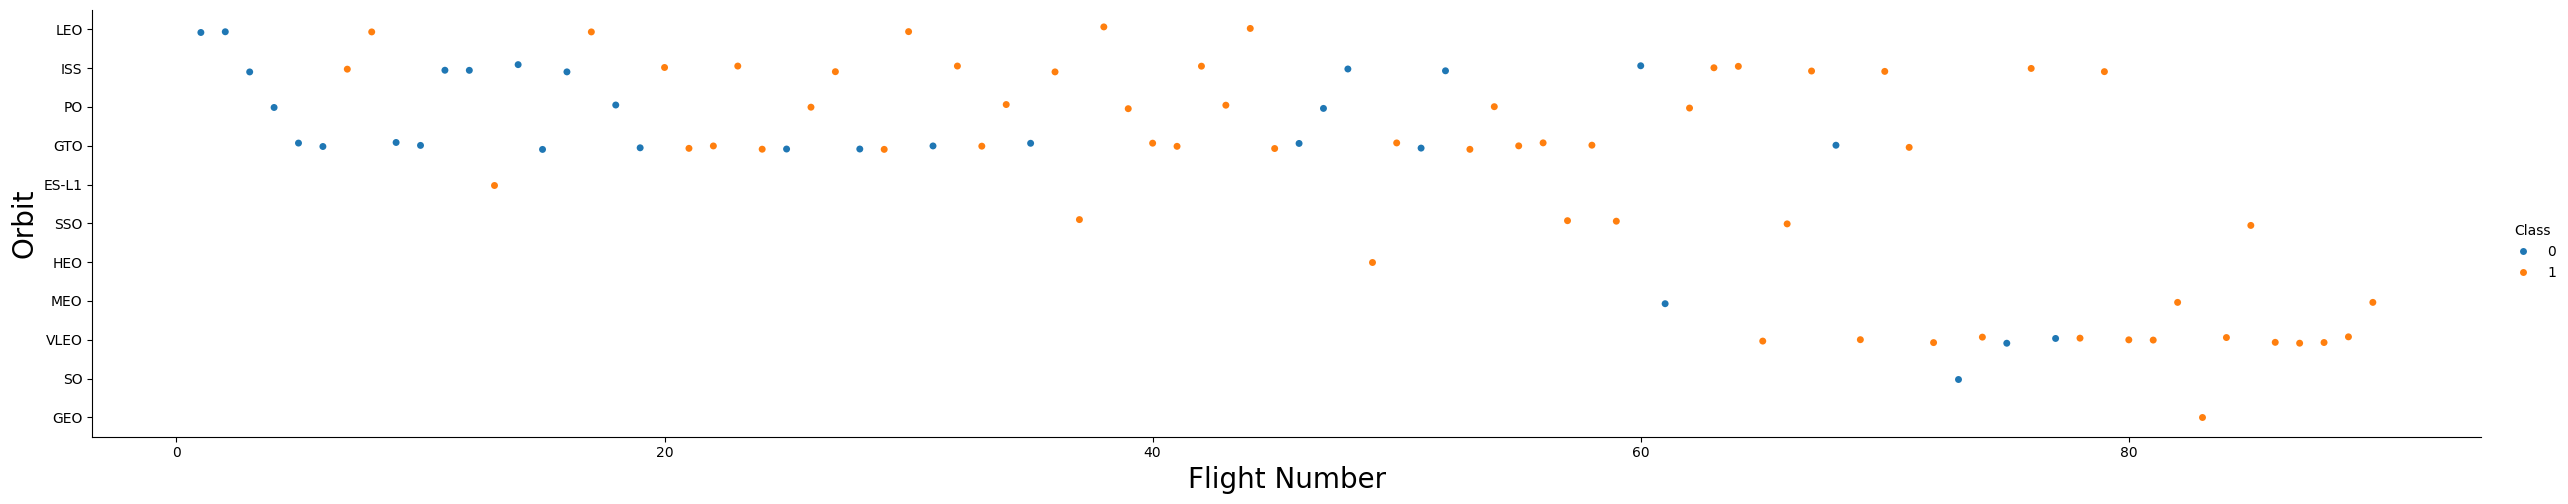 LEO
ISS
PO
GTO
ES-L1
SSO
HEO
MEO
VLEO
SO
GEO
Orbit
0 20 40 60 80
Flight Number
Class
0
1